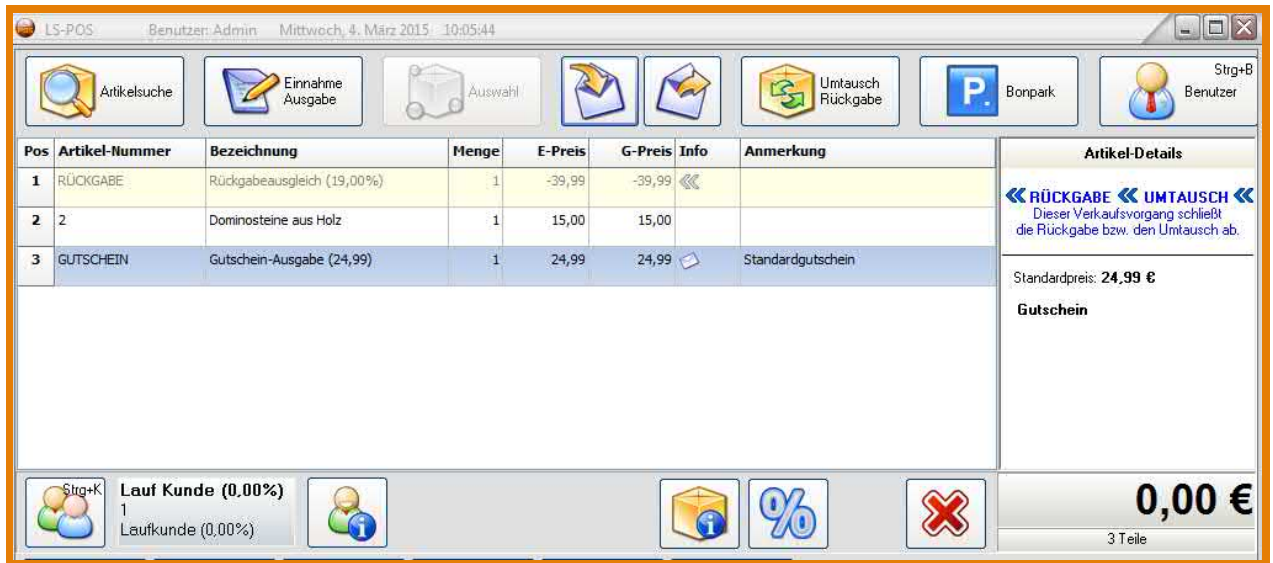 LS-POS Benutzer: Admin Mittwoch, 4. März 2015 10:05:44
Artikelsuche
Einnahme
Ausgabe
Auswahl
Umtausch
Rückgabe
P.
Bonpark
Strg+B
Benutzer
Pos Artikel-Nummer Bezeichnung Menge E-Preis G-Preis Info Anmerkung
1 RÜCKGABE Rückgabeausgleich (19,00%) 1 -39,99 -39,99
2 2 Dominosteine aus Holz 1 15,00 15,00
3 GUTSCHEIN Gutschein-Ausgabe (24,99) 1 24,99 24,99 Standardgutschein
Artikel-Details
RÜCKGABE UMTAUSCH
Dieser Verkaufsvorgang schließt
die Rückgabe bzw. den Umtausch ab.
Standardpreis: 24,99 €
Gutschein
Strg+K
Lauf Kunde (0,00%)
1
Laufkunde (0,00%)
%
0,00 €
3 Teile